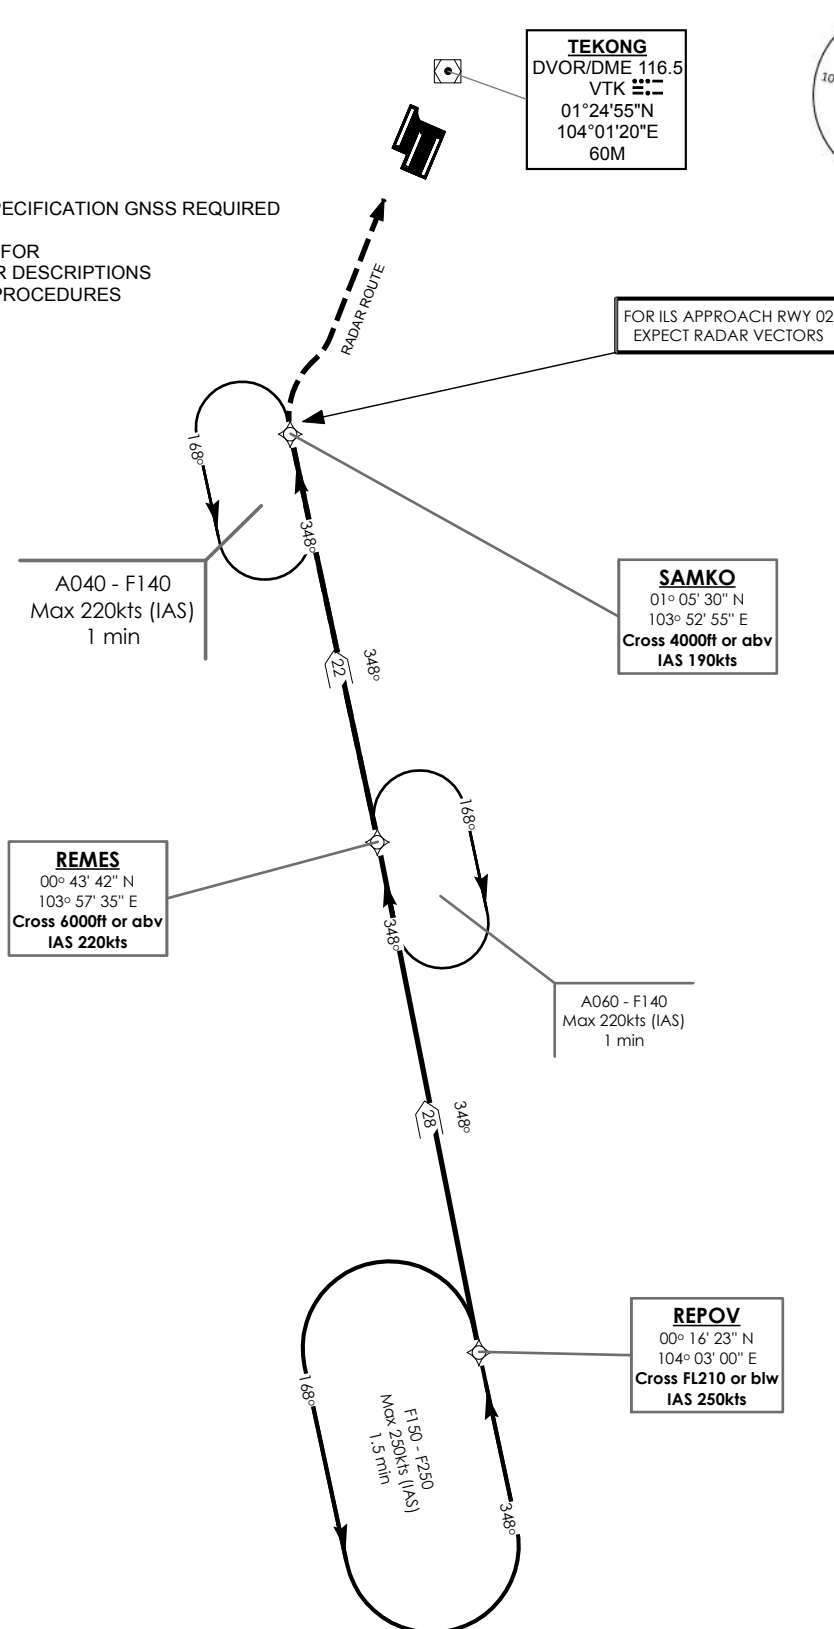 TEKONG
DVOR/DME 116.5
VTK
01°24'55"N
104°01'20"E
60M
10
PECIFICATION GNSS REQUIRED
FOR
R DESCRIPTIONS
PROCEDURES
RADAR ROUTE
FOR ILS APPROACH RWY 02
EXPECT RADAR VECTORS
168°
348°
A040 - F140
Max 220kts (IAS)
1 min
SAMKO
01° 05' 30" N
103° 52' 55" E
Cross 4000ft or abv
IAS 190kts
22
348°
168°
REMES
00° 43' 42" N
103° 57' 35" E
Cross 6000ft or abv
IAS 220kts
348°
A060 - F140
Max 220kts (IAS)
1 min
28
348°
REPOV
00° 16' 23" N
104° 03' 00" E
Cross FL210 or blw
IAS 250kts
168°
F150 - F250
Max 250kts (IAS)
1.5 min
348°